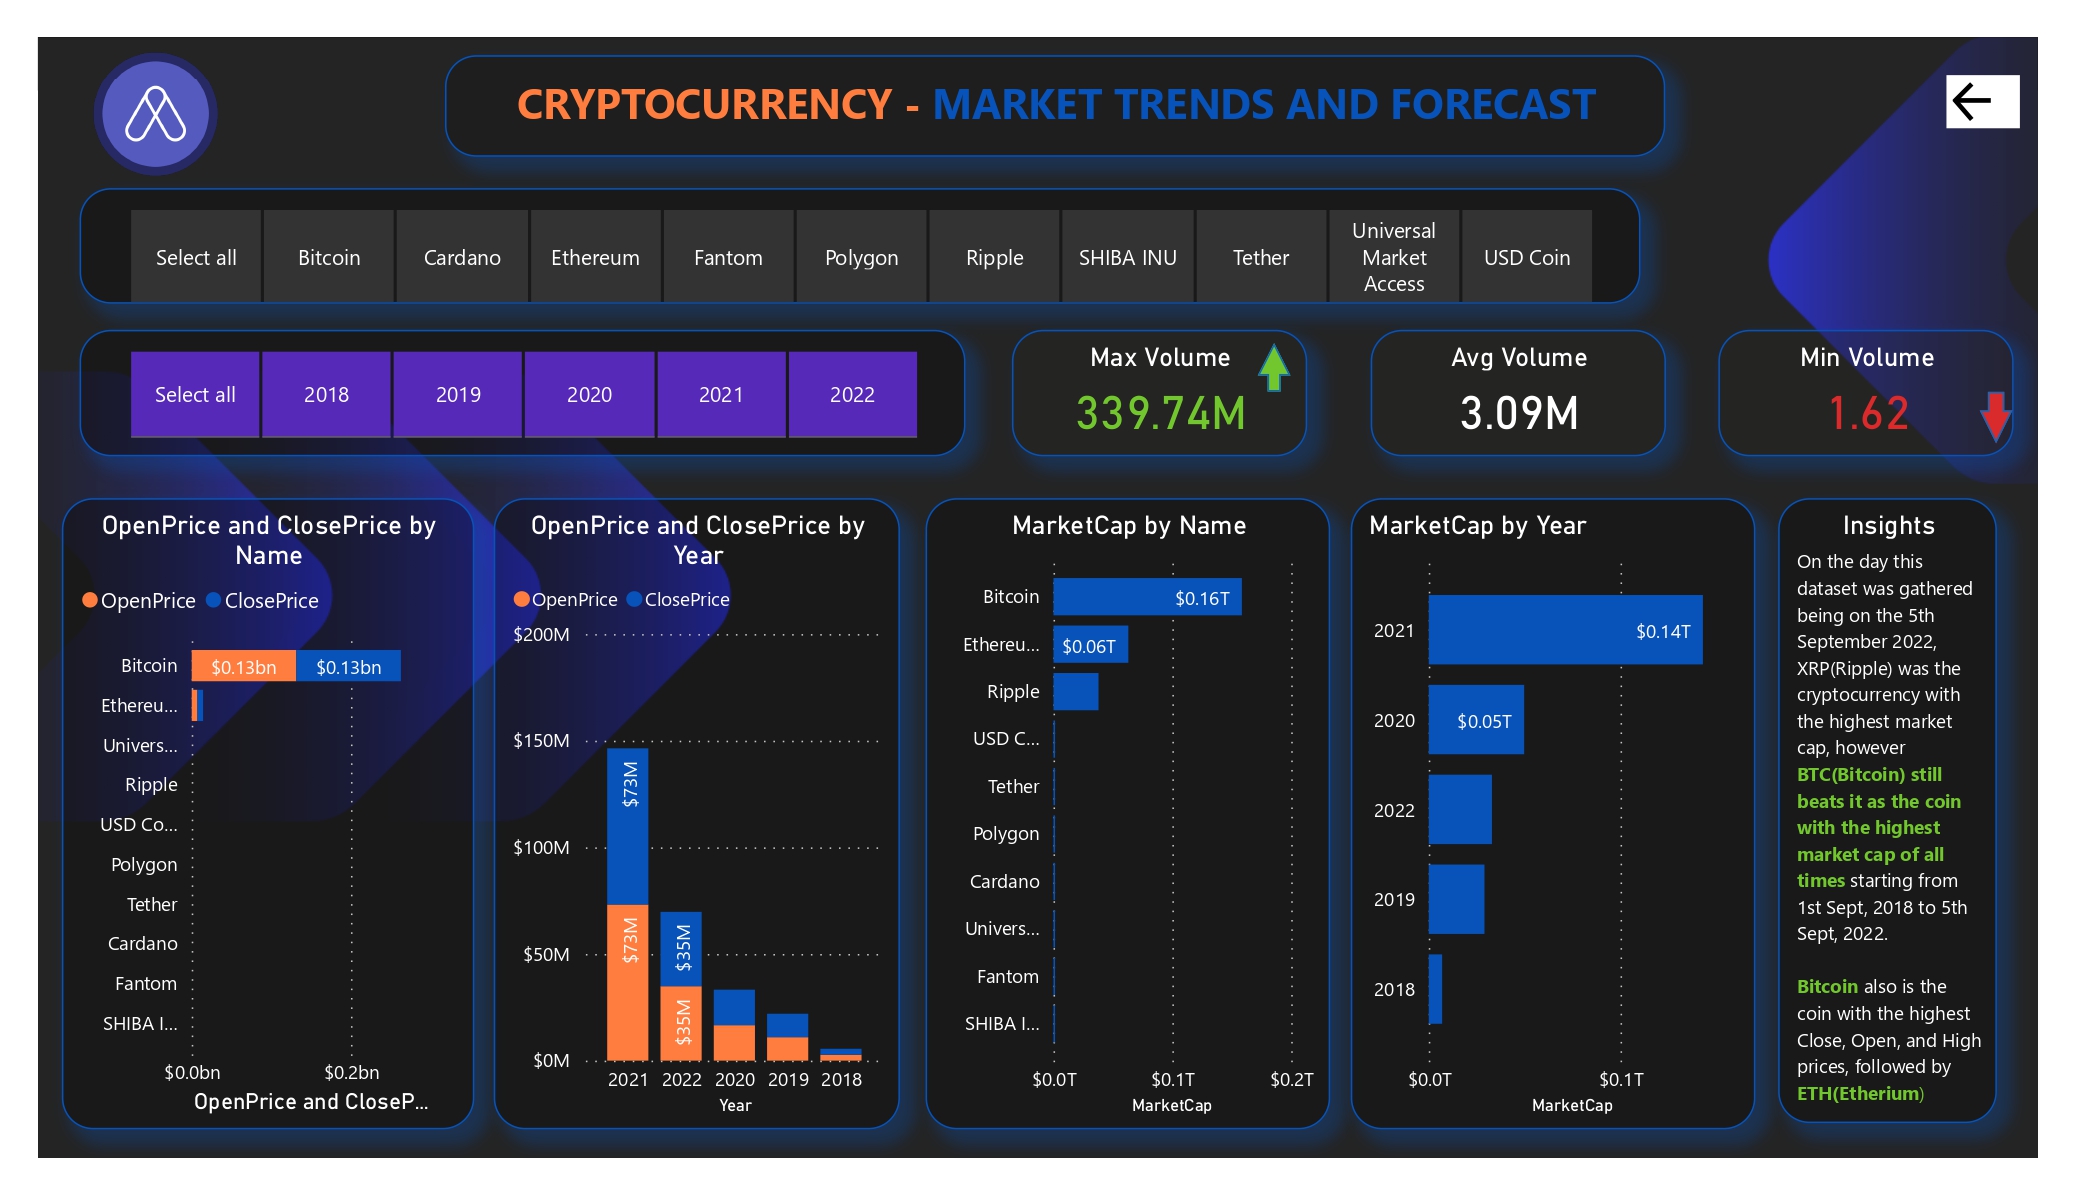 CRYPTOCURRENCY - MARKET TRENDS AND FORECAST
Select all
Bitcoin
Cardano
Ethereum
Fantom
Polygon
Ripple
SHIBA INU
Tether
Universal
Market
Access
USD Coin
Select all
2018
2019
2020
2021
2022
Max Volume
339.74M
Avg Volume
3.09M
Min Volume
1.62
OpenPrice and ClosePrice by
Name
OpenPrice ClosePrice
Bitcoin
$0.13bn
$0.13bn
Ethereu...
Univers...
Ripple
USD Co...
Polygon
Tether
Cardano
Fantom
SHIBA I...
$0.0bn
$0.2bn
OpenPrice and CloseP...
OpenPrice and ClosePrice by
Year
OpenPrice ClosePrice
$200M
$150M
$100M
$50M
$0M
$73M
$73M
$35M
$35M
2021
2022
2020
2019
2018
Year
MarketCap by Name
Bitcoin
$0.16T
Ethereu...
$0.06T
Ripple
USD C...
Tether
Polygon
Cardano
Univers...
Fantom
SHIBA I...
$0.0T
$0.1T
$0.2T
MarketCap
MarketCap by Year
2021
$0.14T
2020
$0.05T
2022
2019
2018
$0.0T
$0.1T
MarketCap
Insights
On the day this
dataset was gathered
being on the 5th
September 2022,
XRP(Ripple) was the
cryptocurrency with
the highest market
cap, however
BTC(Bitcoin) still
beats it as the coin
with the highest
market cap of all
times starting from
1st Sept, 2018 to 5th
Sept, 2022.
Bitcoin also is the
coin with the highest
Close, Open, and High
prices, followed by
ETH(Etherium)